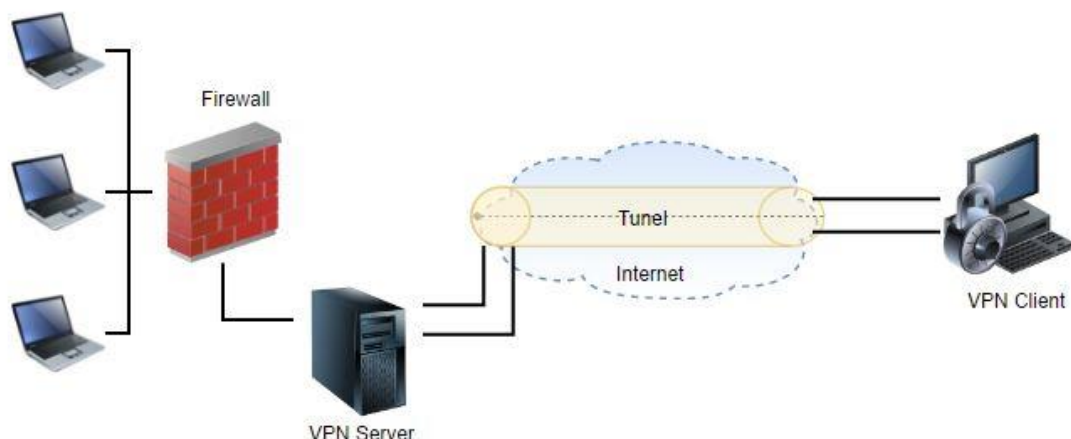 Firewall
Tunel
Internet
VPN Client
VPN Server